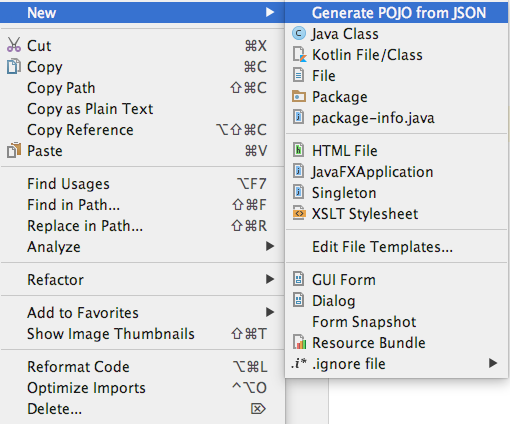 New
Cut ⌘X
Copy ⌘C
Copy Path ⇧⌘C
Copy as Plain Text
Copy Reference ⌥⇧⌘C
Paste ⌘V
Find Usages ⌥F7
Find in Path... ⇧⌘F
Replace in Path... ⇧⌘R
Analyze
Refactor
Add to Favorites
Show Image Thumbnails ⇧⌘T
Reformat Code ⌥⌘L
Optimize Imports ^⌥O
Delete... ⌦
Generate POJO from JSON
Java Class
Kotlin File/Class
File
Package
package-info.java
HTML File
JavaFXApplication
Singleton
XSLT Stylesheet
Edit File Templates...
GUI Form
Dialog
Form Snapshot
Resource Bundle
.i* .ignore file